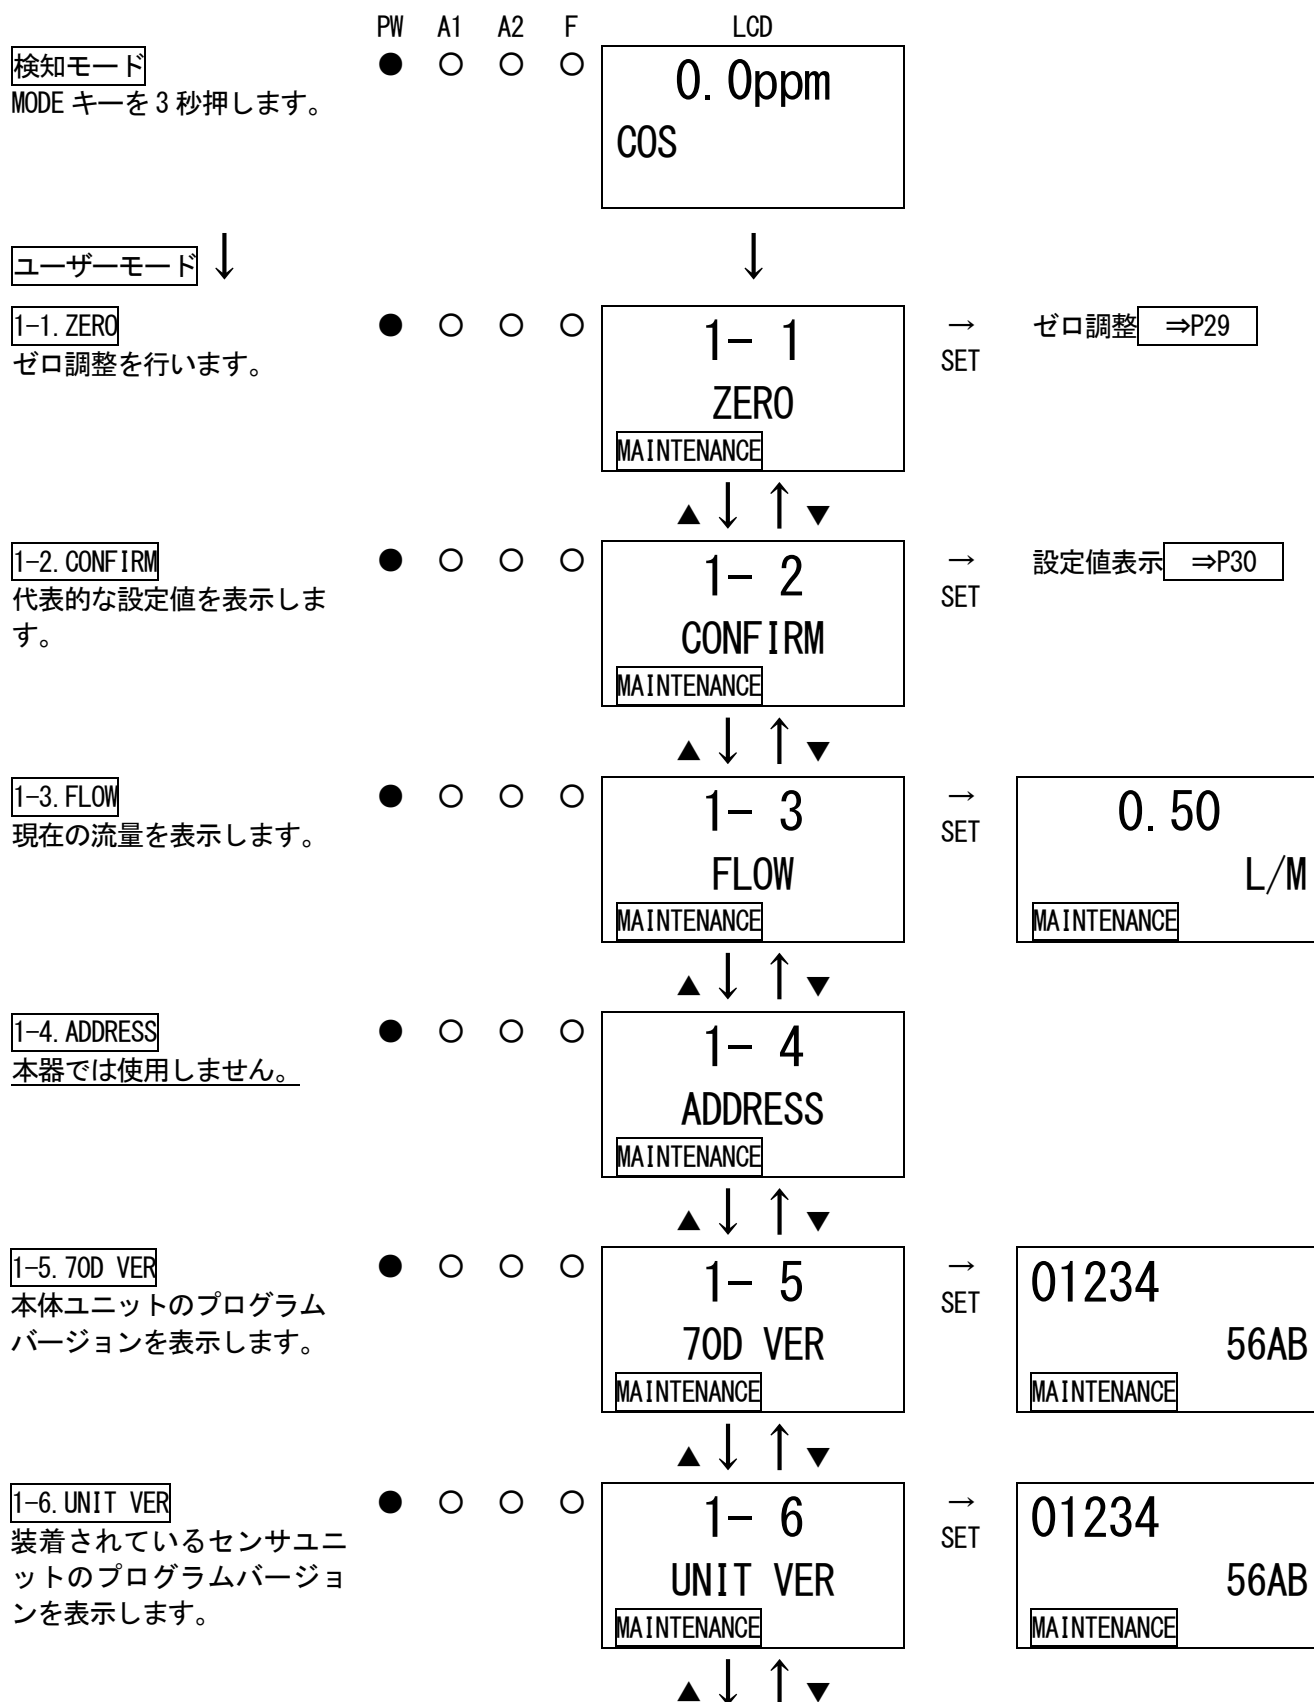 PW A1 A2 F LCD
検知モード ● ○ ○ ○ 0.0ppm
MODE キーを 3 秒押します。
COS
ユーザーモード ↓ ↓
1-1.ZERO ● ○ ○ ○ 1- 1 → ゼロ調整 ⇒P29
ゼロ調整を行います。 SET
ZERO
MAINTENANCE
▲ ↓ ↑ ▼
1-2.CONFIRM ● ○ ○ ○ 1- 2 → 設定値表示 ⇒P30
代表的な設定値を表示しま SET
す。 CONFIRM
MAINTENANCE
▲ ↓ ↑ ▼
1-3.FLOW ● ○ ○ ○ 1- 3 → 0.50
現在の流量を表示します。 SET
FLOW L/M
MAINTENANCE MAINTENANCE
▲ ↓ ↑ ▼
1-4.ADDRESS ● ○ ○ ○ 1- 4
本器では使用しません。
ADDRESS
MAINTENANCE
▲ ↓ ↑ ▼
1-5.70D VER ● ○ ○ ○ 1- 5 → 01234
本体ユニットのプログラム SET
バージョンを表示します。 70D VER 56AB
MAINTENANCE MAINTENANCE
▲ ↓ ↑ ▼
1-6.UNIT VER ● ○ ○ ○ 1- 6 → 01234
装着されているセンサユニ SET
ットのプログラムバージョ UNIT VER 56AB
ンを表示します。
MAINTENANCE MAINTENANCE
▲ ↓ ↑ ▼